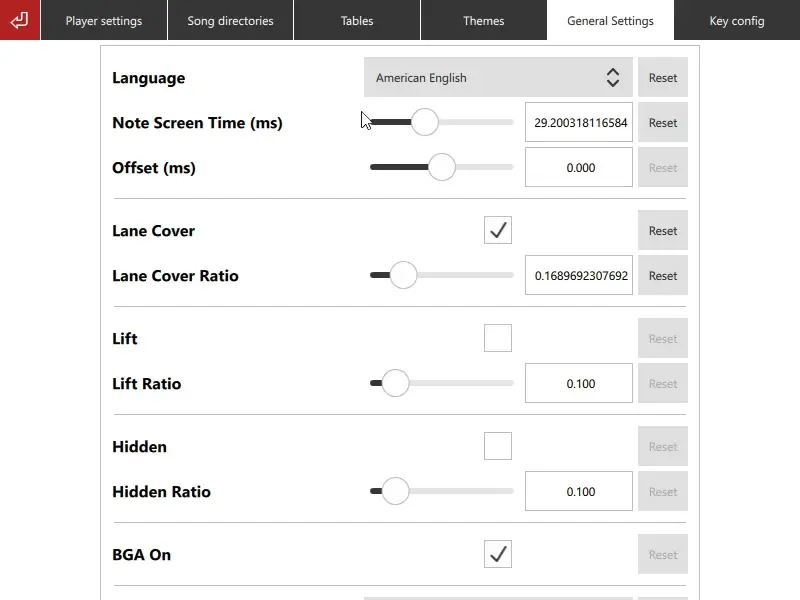 Player settings Song directories Tables Themes General Settings Key config
Language American English Reset
Note Screen Time (ms) 29.200318116584 Reset
Offset (ms) 0.000 Reset
Lane Cover Reset
Lane Cover Ratio 0.1689692307692 Reset
Lift Reset
Lift Ratio 0.100 Reset
Hidden Reset
Hidden Ratio 0.100 Reset
BGA On Reset